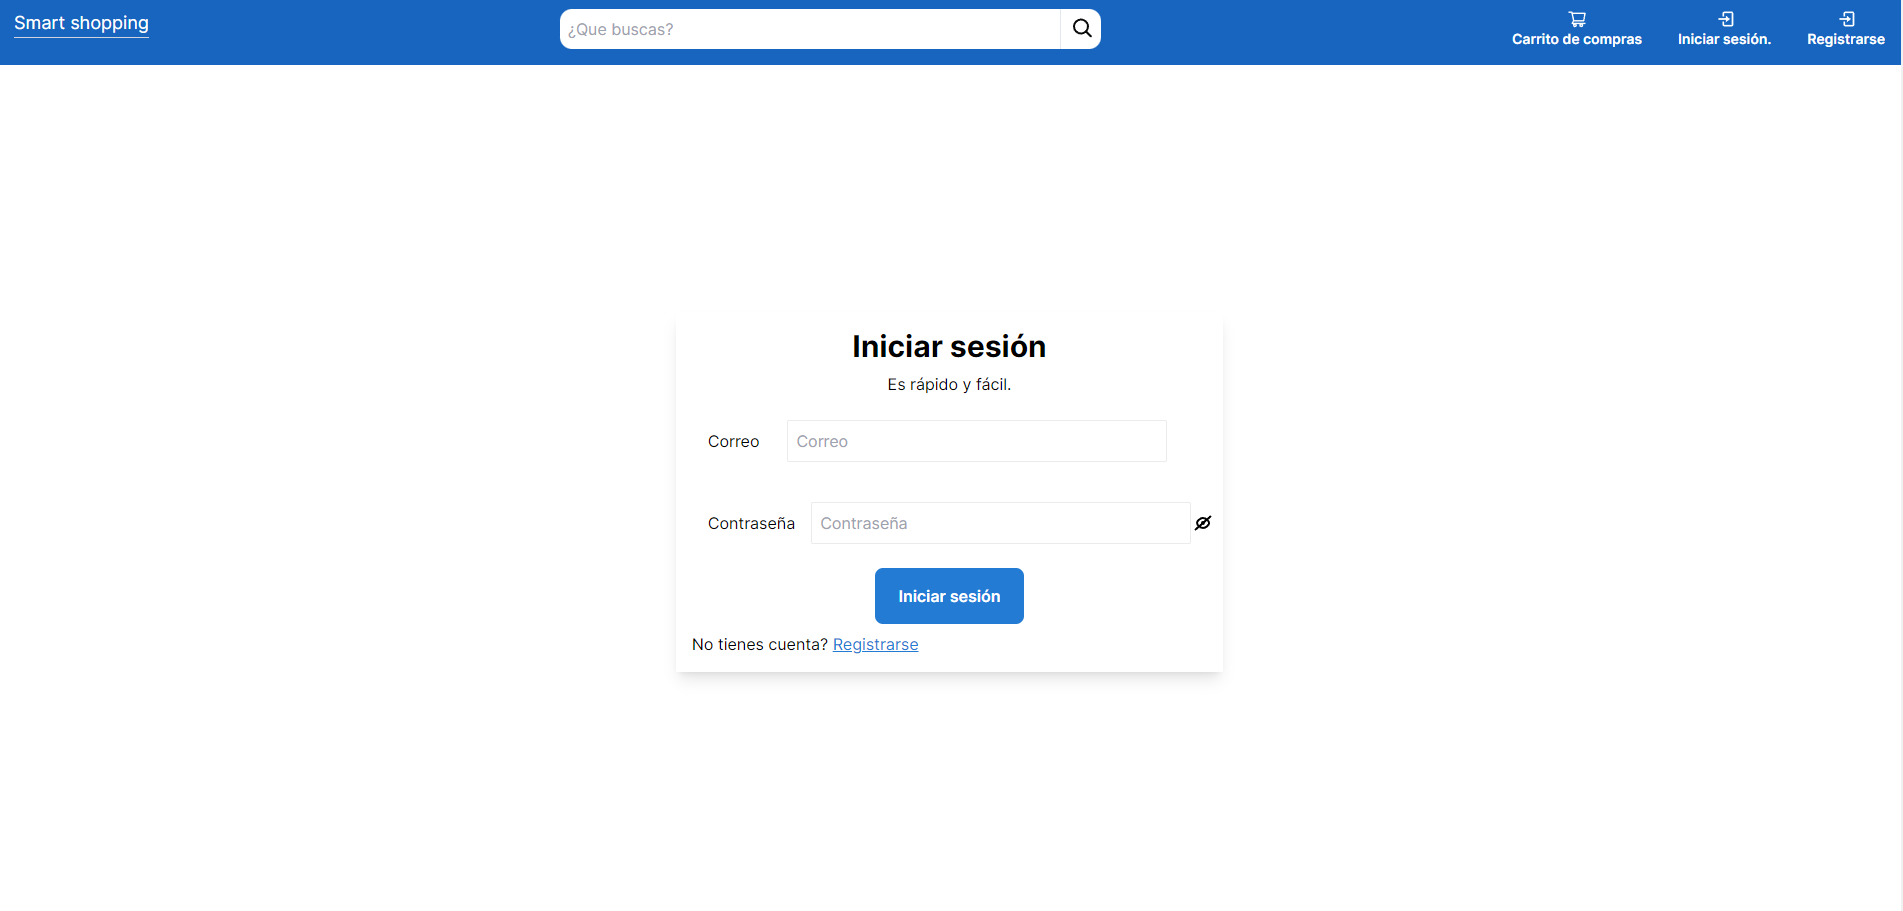 Smart shopping
¿Que buscas?
Carrito de compras
Iniciar sesión.
Registrarse
Iniciar sesión
Es rápido y fácil.
Correo
Correo
Contraseña
Contraseña
Iniciar sesión
No tienes cuenta? Registrarse